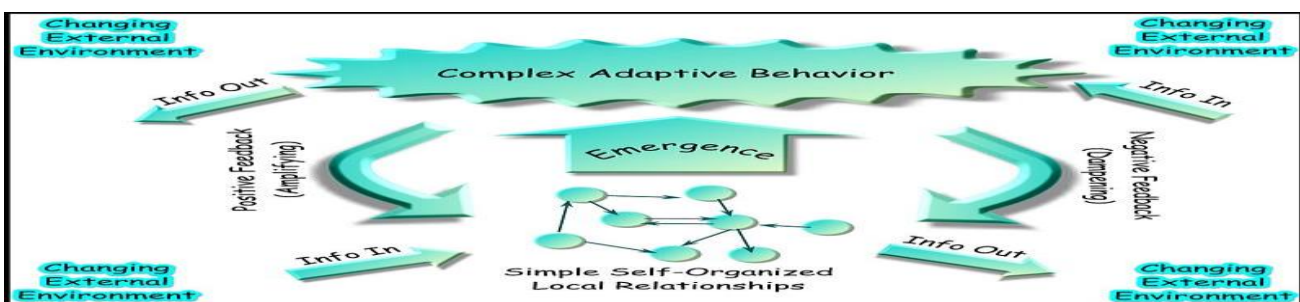 Changing
External
Environment
Changing
External
Environment
Complex Adaptive Behavior
Info Out
Info In
Positive Feedback
(Amplifying)
Emergence
Negative Feedback
(Dampening)
Info In
Info Out
Simple Self-Organized
Local Relationships
Changing
External
Environment
Changing
External
Environment